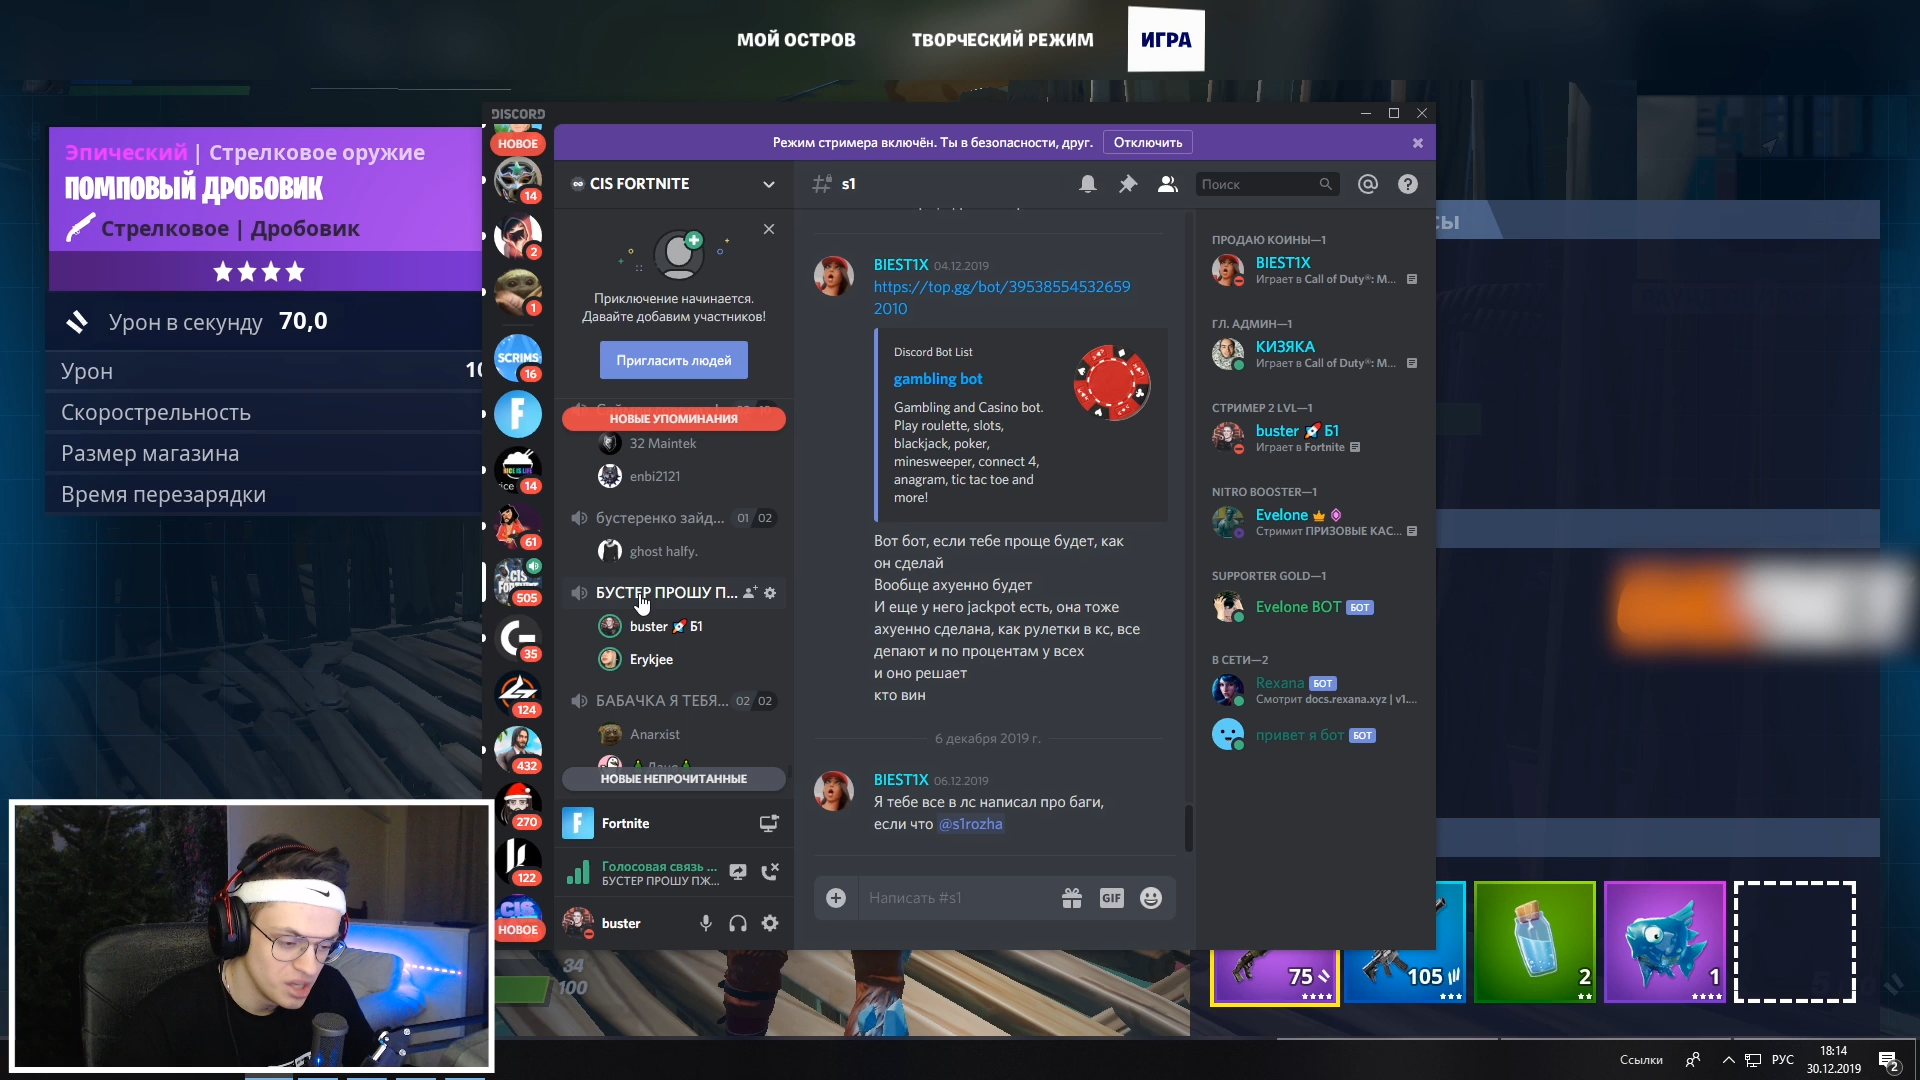 МОЙ ОСТРОВ
ТВОРЧЕСКИЙ РЕЖИМ
ИГРА
Эпический | Стрелковое оружие
ПОМПОВЫЙ ДРОБОВИК
Стрелковое | Дробовик
Урон в секунду 70,0
Урон
Скорострельность
Размер магазина
Время перезарядки
DISCORD
НОВОЕ
14
2
1
SCRIMS
16
14
61
505
35
124
432
270
122
CIS
НОВОЕ
Режим стримера включён. Ты в безопасности, друг.
Отключить
CIS FORTNITE
Приключение начинается.
Давайте добавим участников!
Пригласить людей
НОВЫЕ УПОМИНАНИЯ
32 Maintek
enbi2121
бустеренко зайд... 01 02
ghost halfy.
БУСТЕР ПРОШУ П...
buster 🚀 Б1
Erykjee
БАБАЧКА Я ТЕБЯ... 02 02
Anarxist
НОВЫЕ НЕПРОЧИТАННЫЕ
Fortnite
Голосовая связь ...
БУСТЕР ПРОШУ ПЖ...
buster
s1
Поиск
BIEST1X 04.12.2019
https://top.gg/bot/39538554532659
2010
Discord Bot List
gambling bot
Gambling and Casino bot.
Play roulette, slots,
blackjack, poker,
minesweeper, connect 4,
anagram, tic tac toe and
more!
Вот бот, если тебе проще будет, как
он сделай
Вообще ахуенно будет
И еще у него jackpot есть, она тоже
ахуенно сделана, как рулетки в кс, все
депают и по процентам у всех
и оно решает
кто вин
6 декабря 2019 г.
BIEST1X 06.12.2019
Я тебе все в лс написал про баги,
если что @s1rozha
Написать #s1
GIF
ПРОДАЮ КОИНЫ—1
BIEST1X
Играет в Call of Duty®: M...
ГЛ. АДМИН—1
КИЗЯКА
Играет в Call of Duty®: M...
СТРИМЕР 2 LVL—1
buster 🚀 Б1
Играет в Fortnite
NITRO BOOSTER—1
Evelone
Стримит ПРИЗОВЫЕ КАС...
SUPPORTER GOLD—1
Evelone BOT БОТ
В СЕТИ—2
Rexana БОТ
Смотрит docs.rexana.xyz | v1....
привет я бот БОТ
34
100
75
105
2
1
Ссылки
РУС
18:14
30.12.2019
2